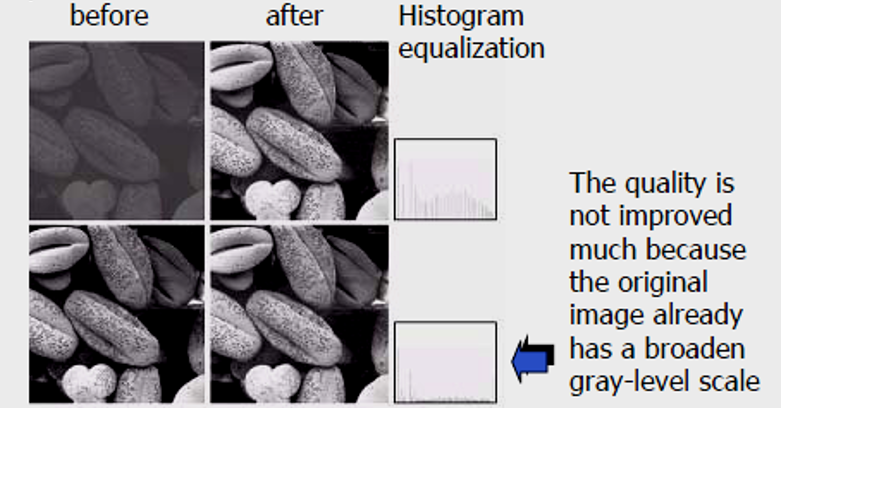 before
after
Histogram
equalization
The quality is
not improved
much because
the original
image already
has a broaden
gray-level scale